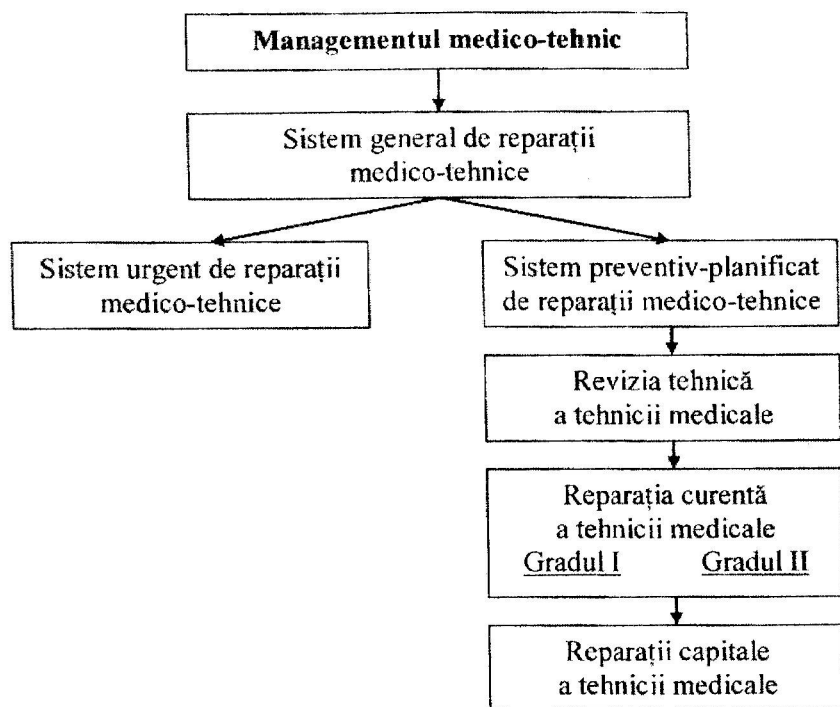 Managementul medico-tehnic
Sistem general de reparații
medico-tehnice
Sistem urgent de reparații
medico-tehnice
Sistem preventiv-planificat
de reparații medico-tehnice
Revizia tehnică
a tehnicii medicale
Reparația curentă
a tehnicii medicale
Gradul I Gradul II
Reparații capitale
a tehnicii medicale